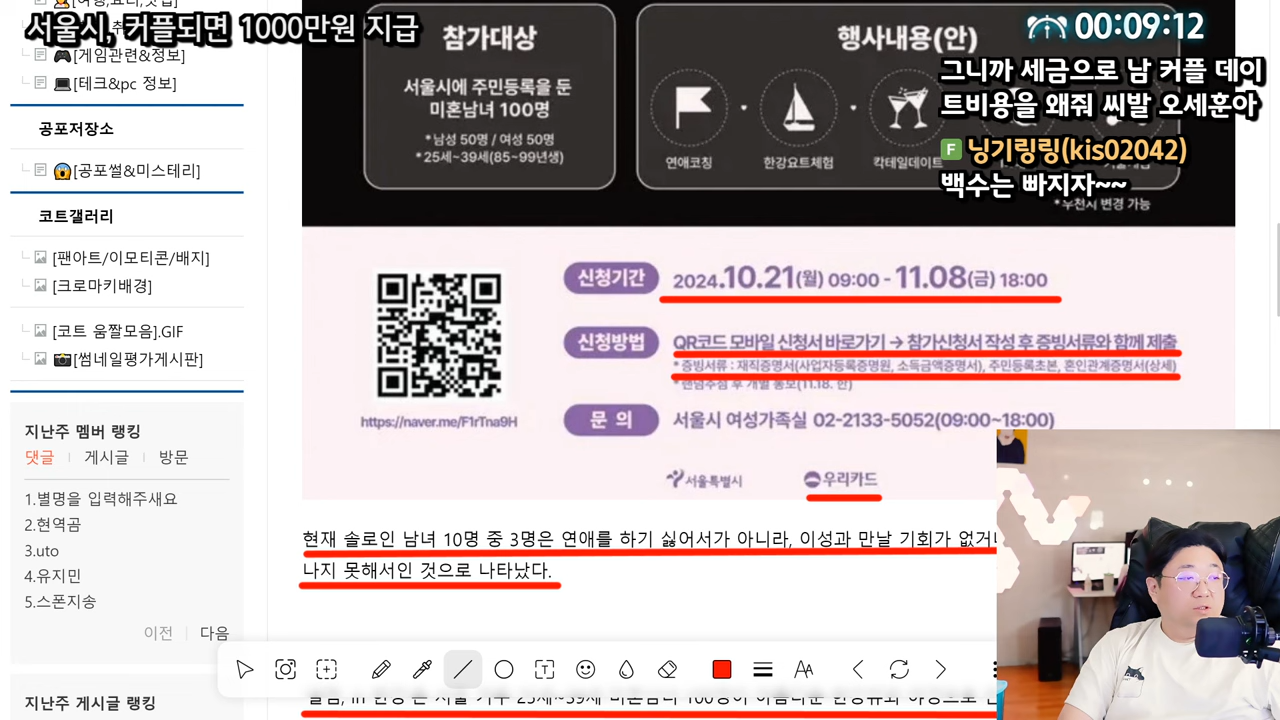 서울시, 커플되면 1000만원 지급
00:09:12
그니까 세금으로 남 커플 데이
트비용을 왜줘 씨발 오세훈아
F 닝기링링(kis02042)
백수는 빠지자~~
[게임관련&정보]
[테크&pc 정보]
공포저장소
[공포썰&미스테리]
코트갤러리
[팬아트/이모티콘/배지]
[크로마키배경]
[코트 움짤모음].GIF
[썸네일평가게시판]
지난주 멤버 랭킹
댓글 게시글 방문
1.별명을 입력해주새요
2.현역곰
3.uto
4.유지민
5.스폰지송
이전 다음
지난주 게시글 랭킹
참가대상
서울시에 주민등록을 둔
미혼남녀 100명
*남성 50명 / 여성 50명
*25세~39세(85~99년생)
행사내용(안)
연애코칭 한강요트체험 칵테일데이트
*우천시 변경 가능
신청기간 2024.10.21(월) 09:00 - 11.08(금) 18:00
신청방법 QR코드 모바일 신청서 바로가기 → 참가신청서 작성 후 증빙서류와 함께 제출
*증빙서류 : 재직증명서(사업자등록증명원, 소득금액증명서), 주민등록초본, 혼인관계증명서(상세)
*랜덤추첨 후 개별 통보(11.18. 한)
문 의 서울시 여성가족실 02-2133-5052(09:00~18:00)
https://naver.me/F1rTna9H
서울특별시 우리카드
현재 솔로인 남녀 10명 중 3명은 연애를 하기 싫어서가 아니라, 이성과 만날 기회가 없거
나지 못해서인 것으로 나타났다.